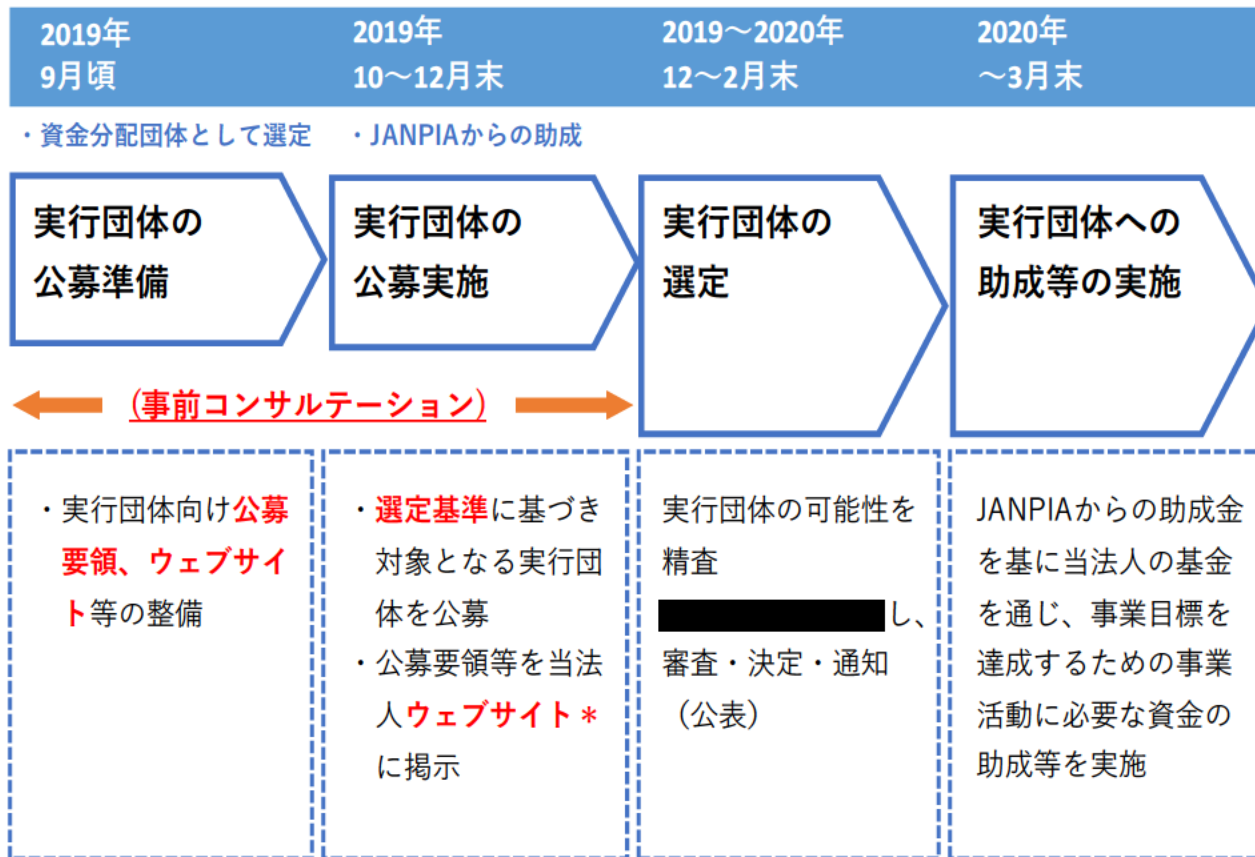 2019年
9月頃
2019年
10～12月末
2019～2020年
12～2月末
2020年
～3月末
・資金分配団体として選定
・JANPIAからの助成
実行団体の
公募準備
実行団体の
公募実施
実行団体の
選定
実行団体への
助成等の実施
(事前コンサルテーション)
・実行団体向け公募
要領、ウェブサイ
ト等の整備
・選定基準に基づき
対象となる実行団
体を公募
・公募要領等を当法
人ウェブサイト＊
に掲示
実行団体の可能性を
精査
し、
審査・決定・通知
（公表）
JANPIAからの助成金
を基に当法人の基金
を通じ、事業目標を
達成するための事業
活動に必要な資金の
助成等を実施